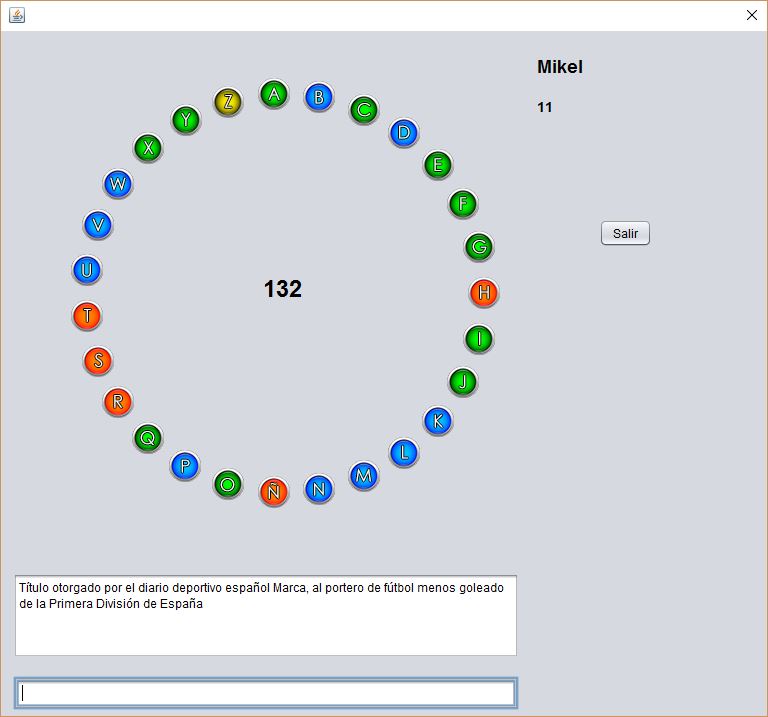 Mikel
11
A
B
C
D
E
F
G
H
I
J
K
L
M
N
Ñ
O
P
Q
R
S
T
U
V
W
X
Y
Z
132
Salir
Título otorgado por el diario deportivo español Marca, al portero de fútbol menos goleado
de la Primera División de España